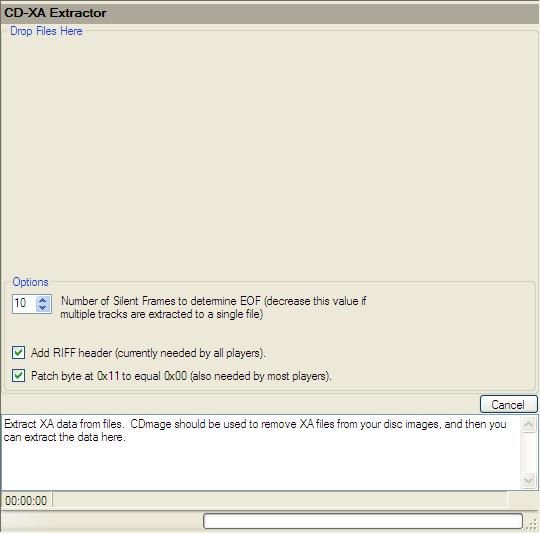 CD-XA Extractor
Drop Files Here
Options
10
Number of Silent Frames to detemine EOF (decrease this value if
multiple tracks are extracted to a single file)
Add RIFF header (currently needed by all players).
Patch byte at 0x11 to equal 0x00 (also needed by most players).
Cancel
Extract XA data from files.  CDmage should be used to remove XA files from your disc images, and then you
can extract the data here.
00:00:00